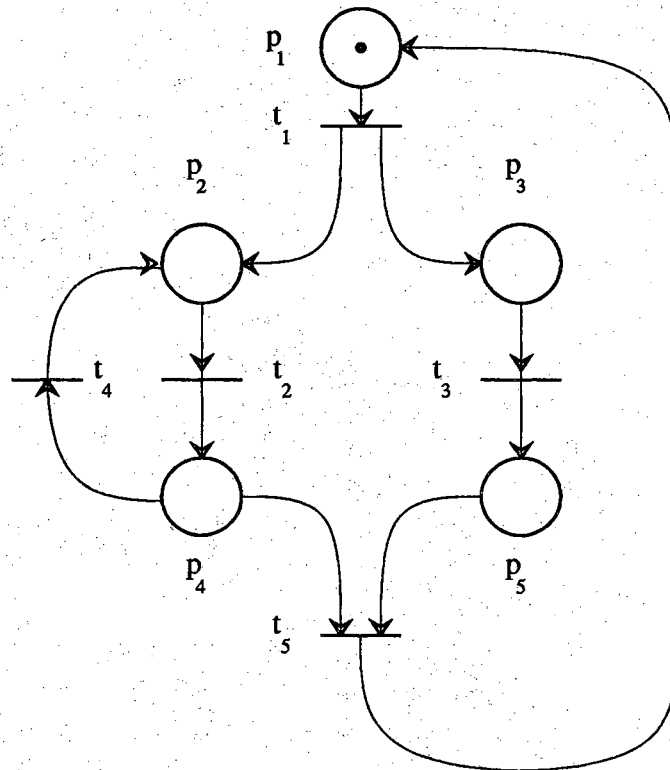 p₁
t₁
p₂ p₃
t₄ t₂ t₃
p₄ p₅
t₅